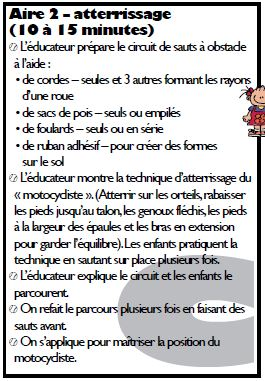 Aire 2 – atterrissage
(10 à 15 minutes)
L'éducateur prépare le circuit de sauts à obstacle
à l'aide :
• de cordes – seules et 3 autres formant les rayons
d'une roue
• de sacs de pois – seuls ou empilés
• de foulards – seuls ou en série
• de ruban adhésif – pour créer des formes
sur le sol
L'éducateur montre la technique d'atterrissage du
« motocycliste ». (Atterrir sur les orteils, rabaisser
les pieds jusqu'au talon, les genoux fléchis, les pieds
à la largeur des épaules et les bras en extension
pour garder l'équilibre). Les enfants pratiquent la
technique en sautant sur place plusieurs fois.
L'éducateur explique le circuit et les enfants le
parcourent.
On refait le parcours plusieurs fois en faisant des
sauts avant.
On s'applique pour maîtriser la position du
motocycliste.